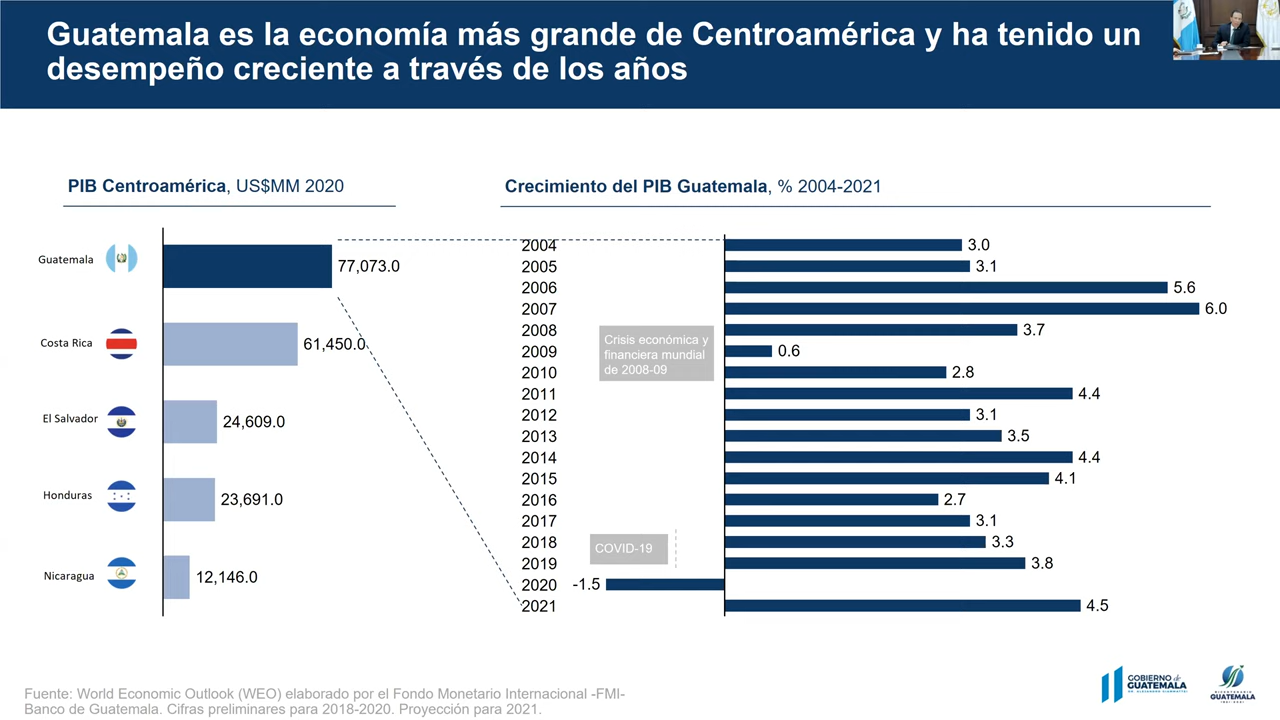 Guatemala es la economía más grande de Centroamérica y ha tenido un
desempeño creciente a través de los años
PIB Centroamérica, US$MM 2020
Guatemala
77,073.0
Costa Rica
61,450.0
El Salvador
24,609.0
Honduras
23,691.0
Nicaragua
12,146.0
Crecimiento del PIB Guatemala, % 2004-2021
2004 3.0
2005 3.1
2006 5.6
2007 6.0
2008 3.7
2009 0.6
2010 2.8
2011 4.4
2012 3.1
2013 3.5
2014 4.4
2015 4.1
2016 2.7
2017 3.1
2018 3.3
2019 3.8
2020 -1.5
2021 4.5
Crisis económica y
financiera mundial
de 2008-09
COVID-19
Fuente: World Economic Outlook (WEO) elaborado por el Fondo Monetario Internacional -FMI-
Banco de Guatemala. Cifras preliminares para 2018-2020. Proyección para 2021.
GOBIERNO de
GUATEMALA
BICENTENARIO
GUATEMALA